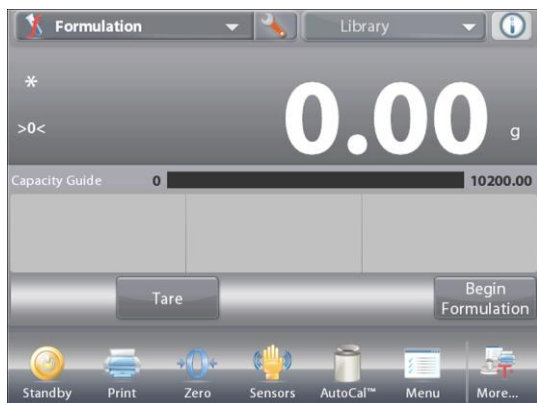 Formulation Library
*
>0< 0.00 g
Capacity Guide 0 10200.00
Tare Begin
Formulation
Standby Print Zero Sensors AutoCal™ Menu More...